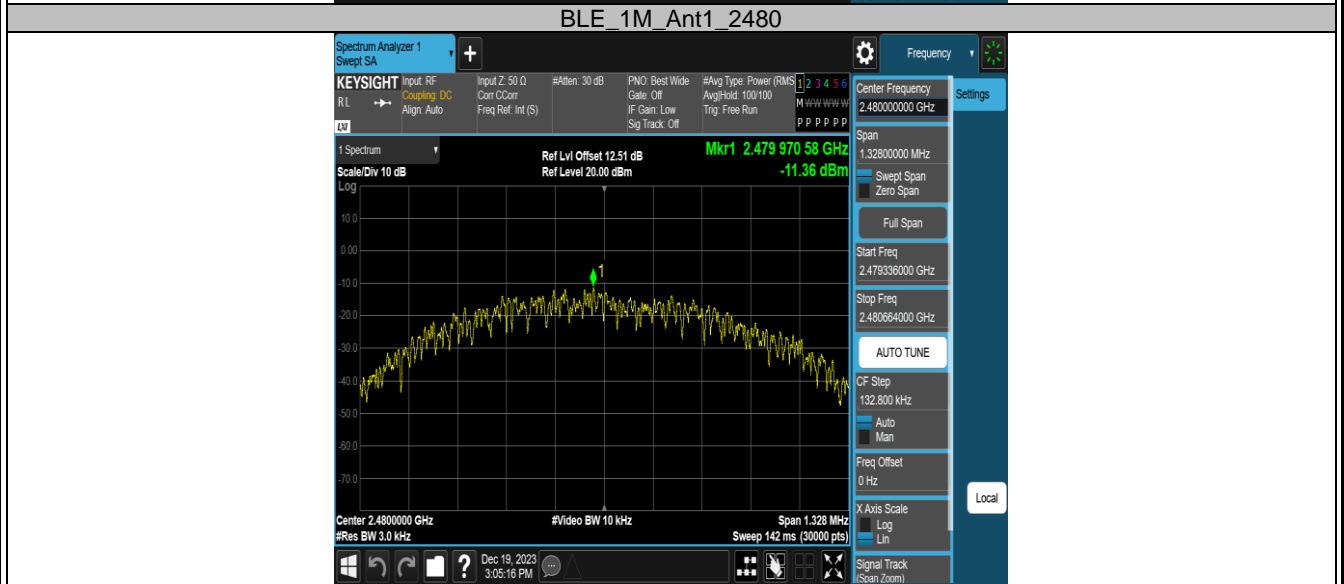 BLE_1M_Ant1_2480
Spectrum Analyzer 1
Swept SA
+
Frequency
KEYSIGHT
RL
LXI
Input: RF
Coupling: DC
Align: Auto
Input Z: 50 Ω
Corr CCorr
Freq Ref: Int (S)
#Atten: 30 dB
PNO: Best Wide
Gate: Off
IF Gain: Low
Sig Track: Off
#Avg Type: Power (RMS
Avg|Hold: 100/100
Trig: Free Run
1 2 3 4 5 6
M W W W W W
P P P P P P
1 Spectrum
Scale/Div 10 dB
Log
Ref Lvl Offset 12.51 dB
Ref Level 20.00 dBm
Mkr1 2.479 970 58 GHz
-11.36 dBm
10.0
0.00
-10.0
-20.0
-30.0
-40.0
-50.0
-60.0
-70.0
1
Center 2.4800000 GHz
#Res BW 3.0 kHz
#Video BW 10 kHz
Span 1.328 MHz
Sweep 142 ms (30000 pts)
Center Frequency
2.480000000 GHz
Settings
Span
1.32800000 MHz
Swept Span
Zero Span
Full Span
Start Freq
2.479336000 GHz
Stop Freq
2.480664000 GHz
AUTO TUNE
CF Step
132.800 kHz
Auto
Man
Freq Offset
0 Hz
X Axis Scale
Log
Lin
Signal Track
(Span Zoom)
Local
?
Dec 19, 2023
3:05:16 PM